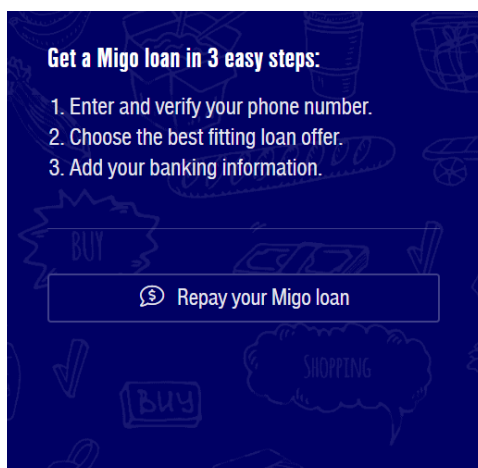 Get a Migo loan in 3 easy steps:
1. Enter and verify your phone number.
2. Choose the best fitting loan offer.
3. Add your banking information.
BUY
Repay your Migo loan
SHOPPING
BUY